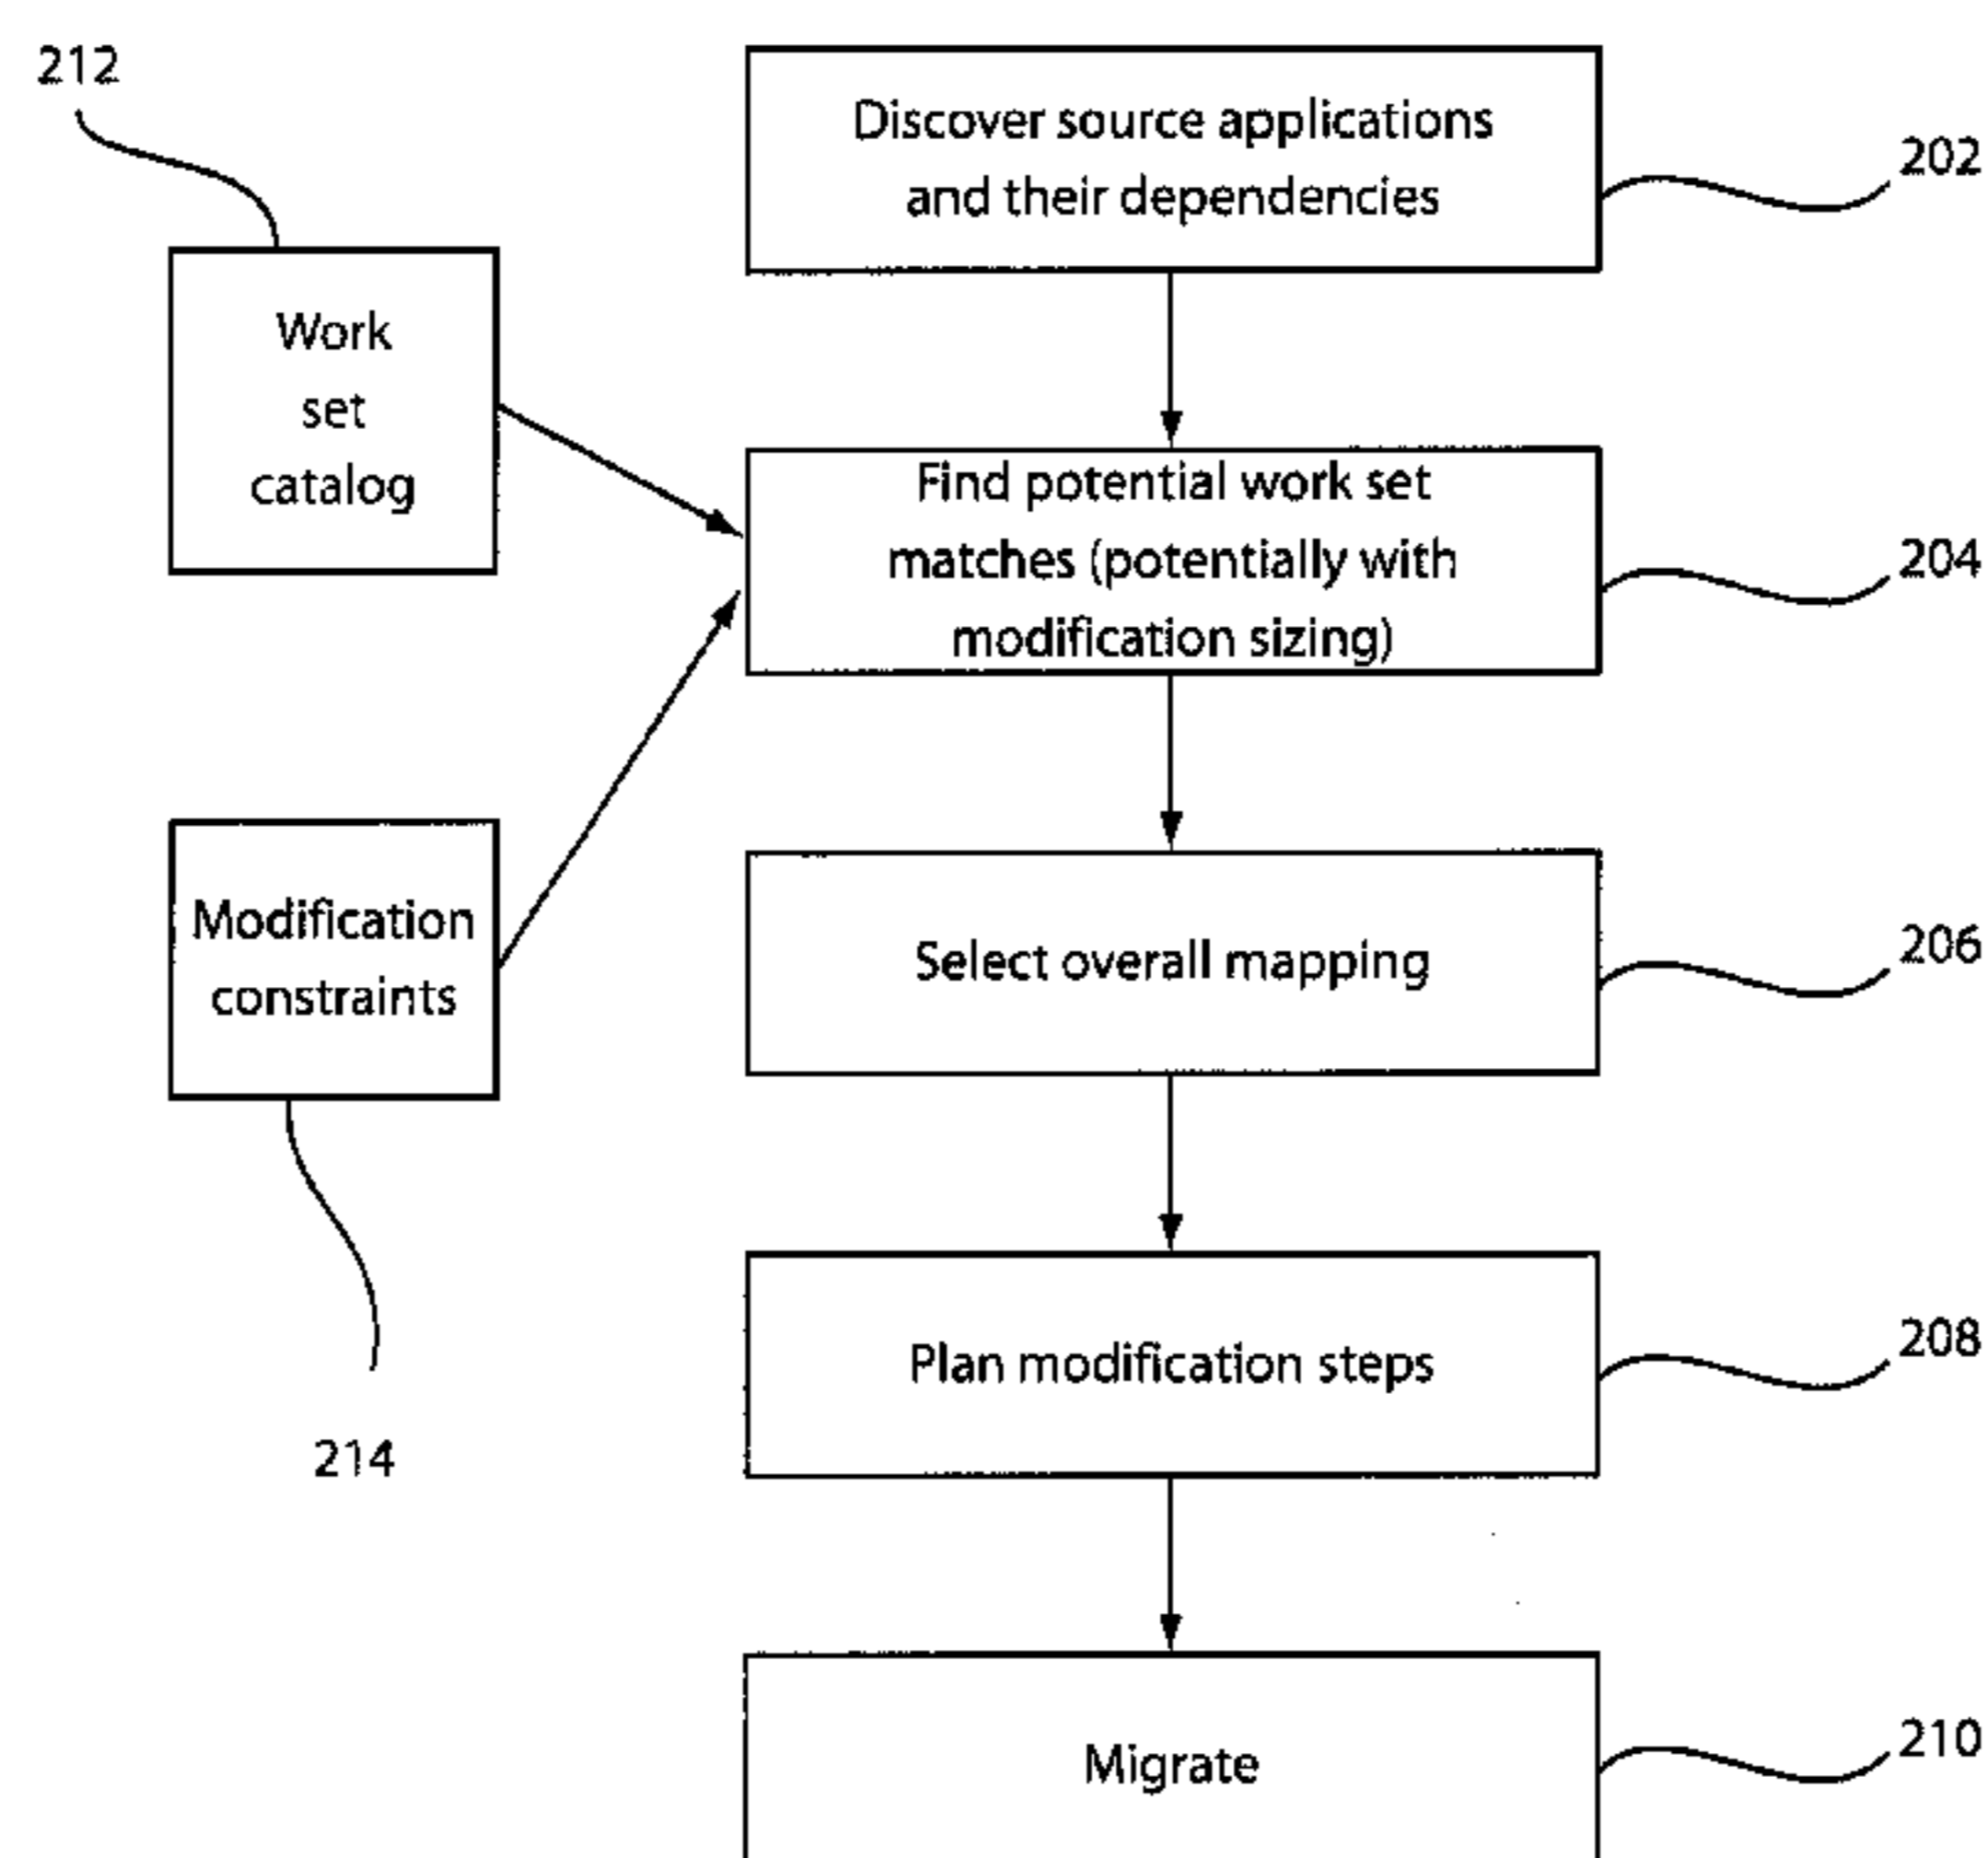 212
Discover source applications
and their dependencies
202
Work
set
catalog
Find potential work set
matches (potentially with
modification sizing)
204
Modification
constraints
Select overall mapping
206
Plan modification steps
208
214
Migrate
210